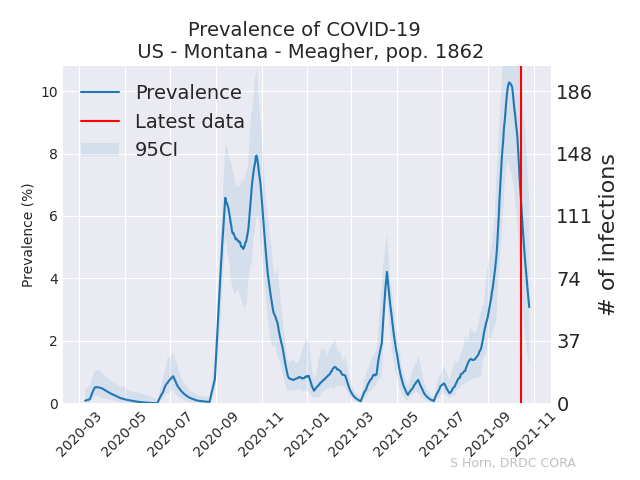 Prevalence of COVID-19
US - Montana - Meagher, pop. 1862
Prevalence
Latest data
95CI
Prevalence (%)
10
8
6
4
2
0
186
148
111
74
37
0
# of infections
2020-03
2020-05
2020-07
2020-09
2020-11
2021-01
2021-03
2021-05
2021-07
2021-09
2021-11
S Horn, DRDC CORA